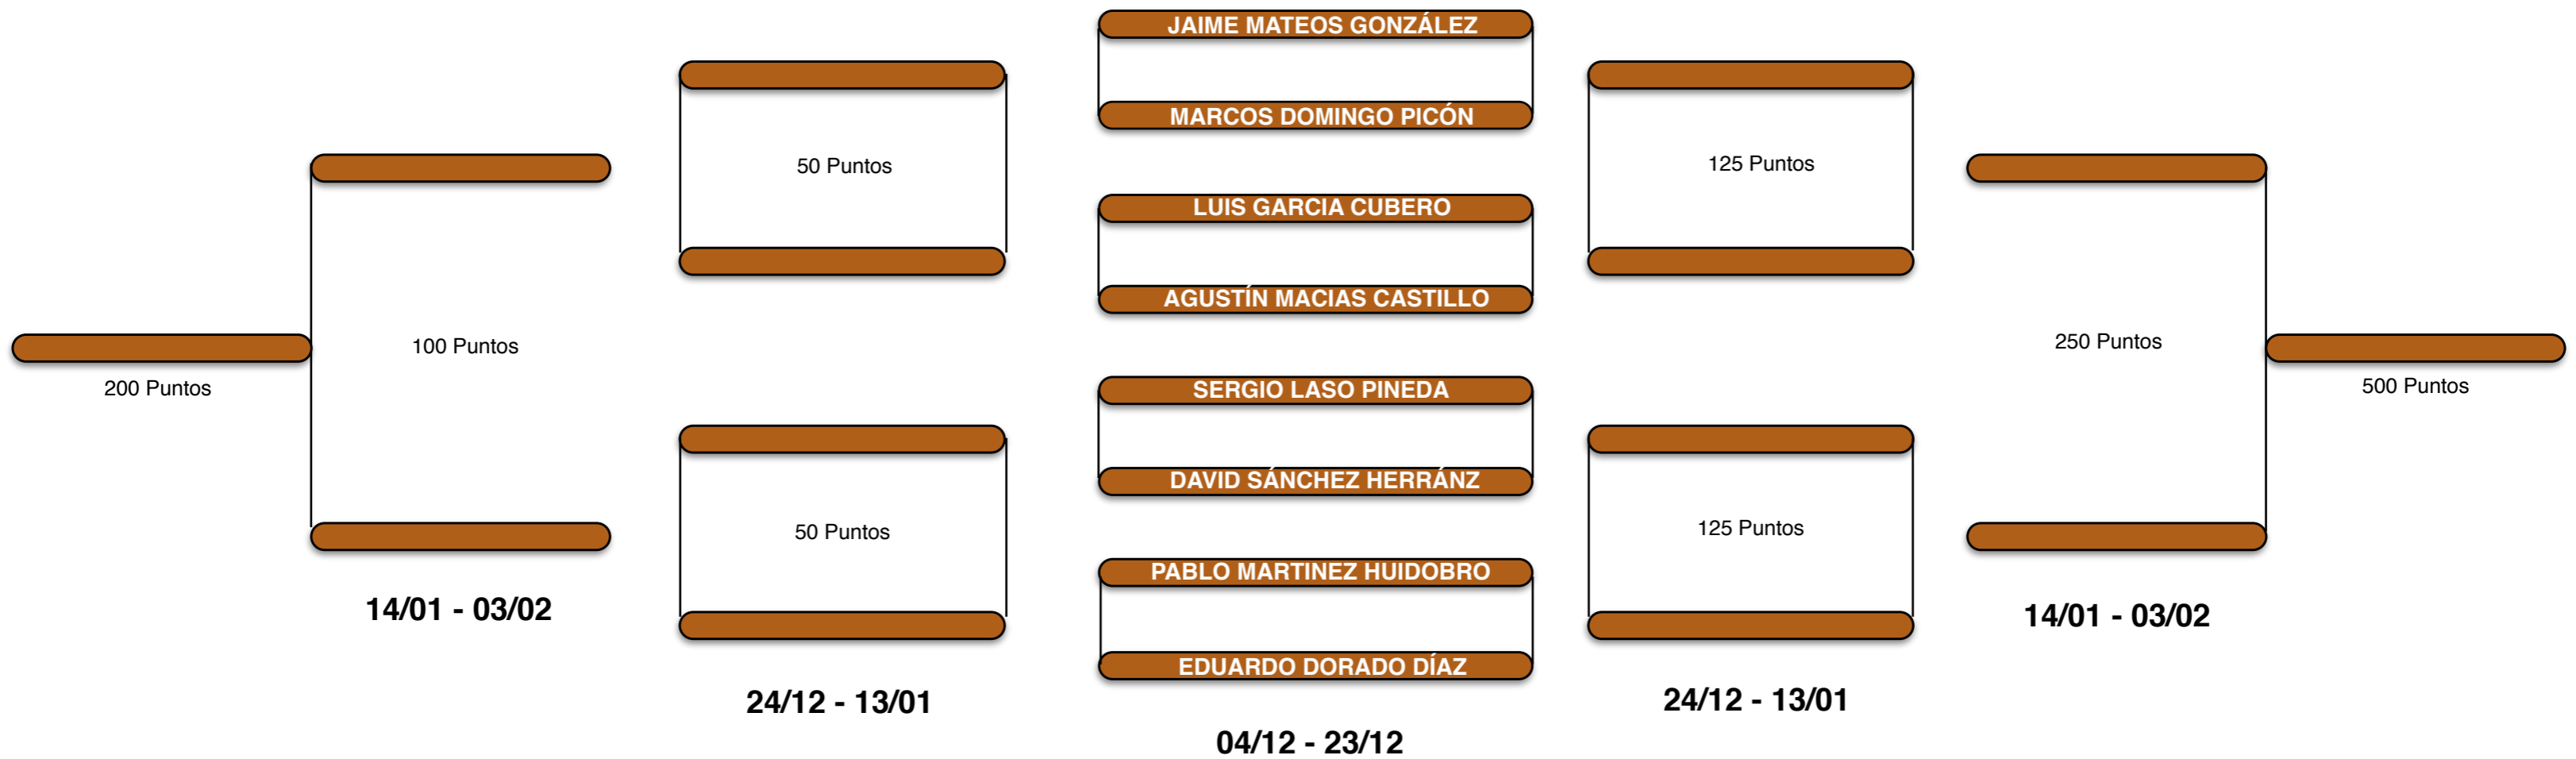 JAIME MATEOS GONZÁLEZ
MARCOS DOMINGO PICÓN
50 Puntos
125 Puntos
LUIS GARCIA CUBERO
AGUSTÍN MACIAS CASTILLO
100 Puntos
250 Puntos
200 Puntos
500 Puntos
SERGIO LASO PINEDA
DAVID SÁNCHEZ HERRÁNZ
50 Puntos
125 Puntos
PABLO MARTINEZ HUIDOBRO
14/01 - 03/02
14/01 - 03/02
EDUARDO DORADO DÍAZ
24/12 - 13/01
24/12 - 13/01
04/12 - 23/12